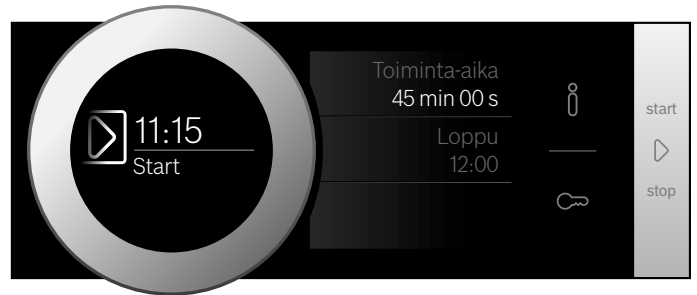 11:15
Start
Toiminta-aika
45 min 00 s
Loppu
12:00
start
stop